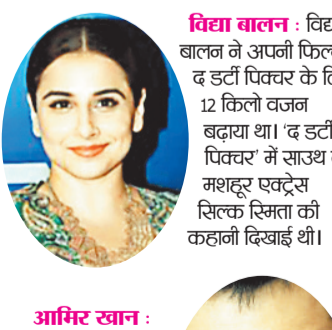 विद्या बालन :
बालन ने अपनी
द डर्टी पिक्चर के
12 किलो वजन
बढ़ाया था। 'द डर्टी
पिक्चर' में साउथ
मशहूर एक्ट्रेस
सिल्क स्मिता की
कहानी दिखाई थी।
आमिर खान :